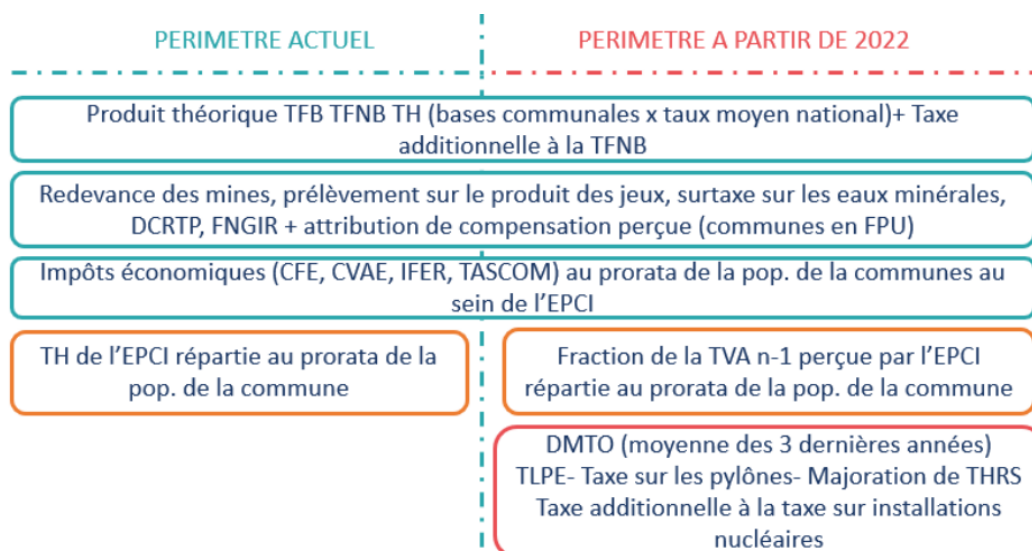 PERIMETRE ACTUEL
PERIMETRE A PARTIR DE 2022
Produit théorique TFB TFNB TH (bases communales x taux moyen national)+ Taxe
additionnelle à la TFNB
Redevance des mines, prélèvement sur le produit des jeux, surtaxe sur les eaux minérales,
DCRTP, FNGIR + attribution de compensation perçue (communes en FPU)
Impôts économiques (CFE, CVAE, IFER, TASCOM) au prorata de la pop. de la communes au
sein de l’EPCI
TH de l’EPCI répartie au prorata de la
pop. de la commune
Fraction de la TVA n-1 perçue par l’EPCI
répartie au prorata de la pop. de la commune
DMTO (moyenne des 3 dernières années)
TLPE- Taxe sur les pylônes- Majoration de THRS
Taxe additionnelle à la taxe sur installations
nucléaires